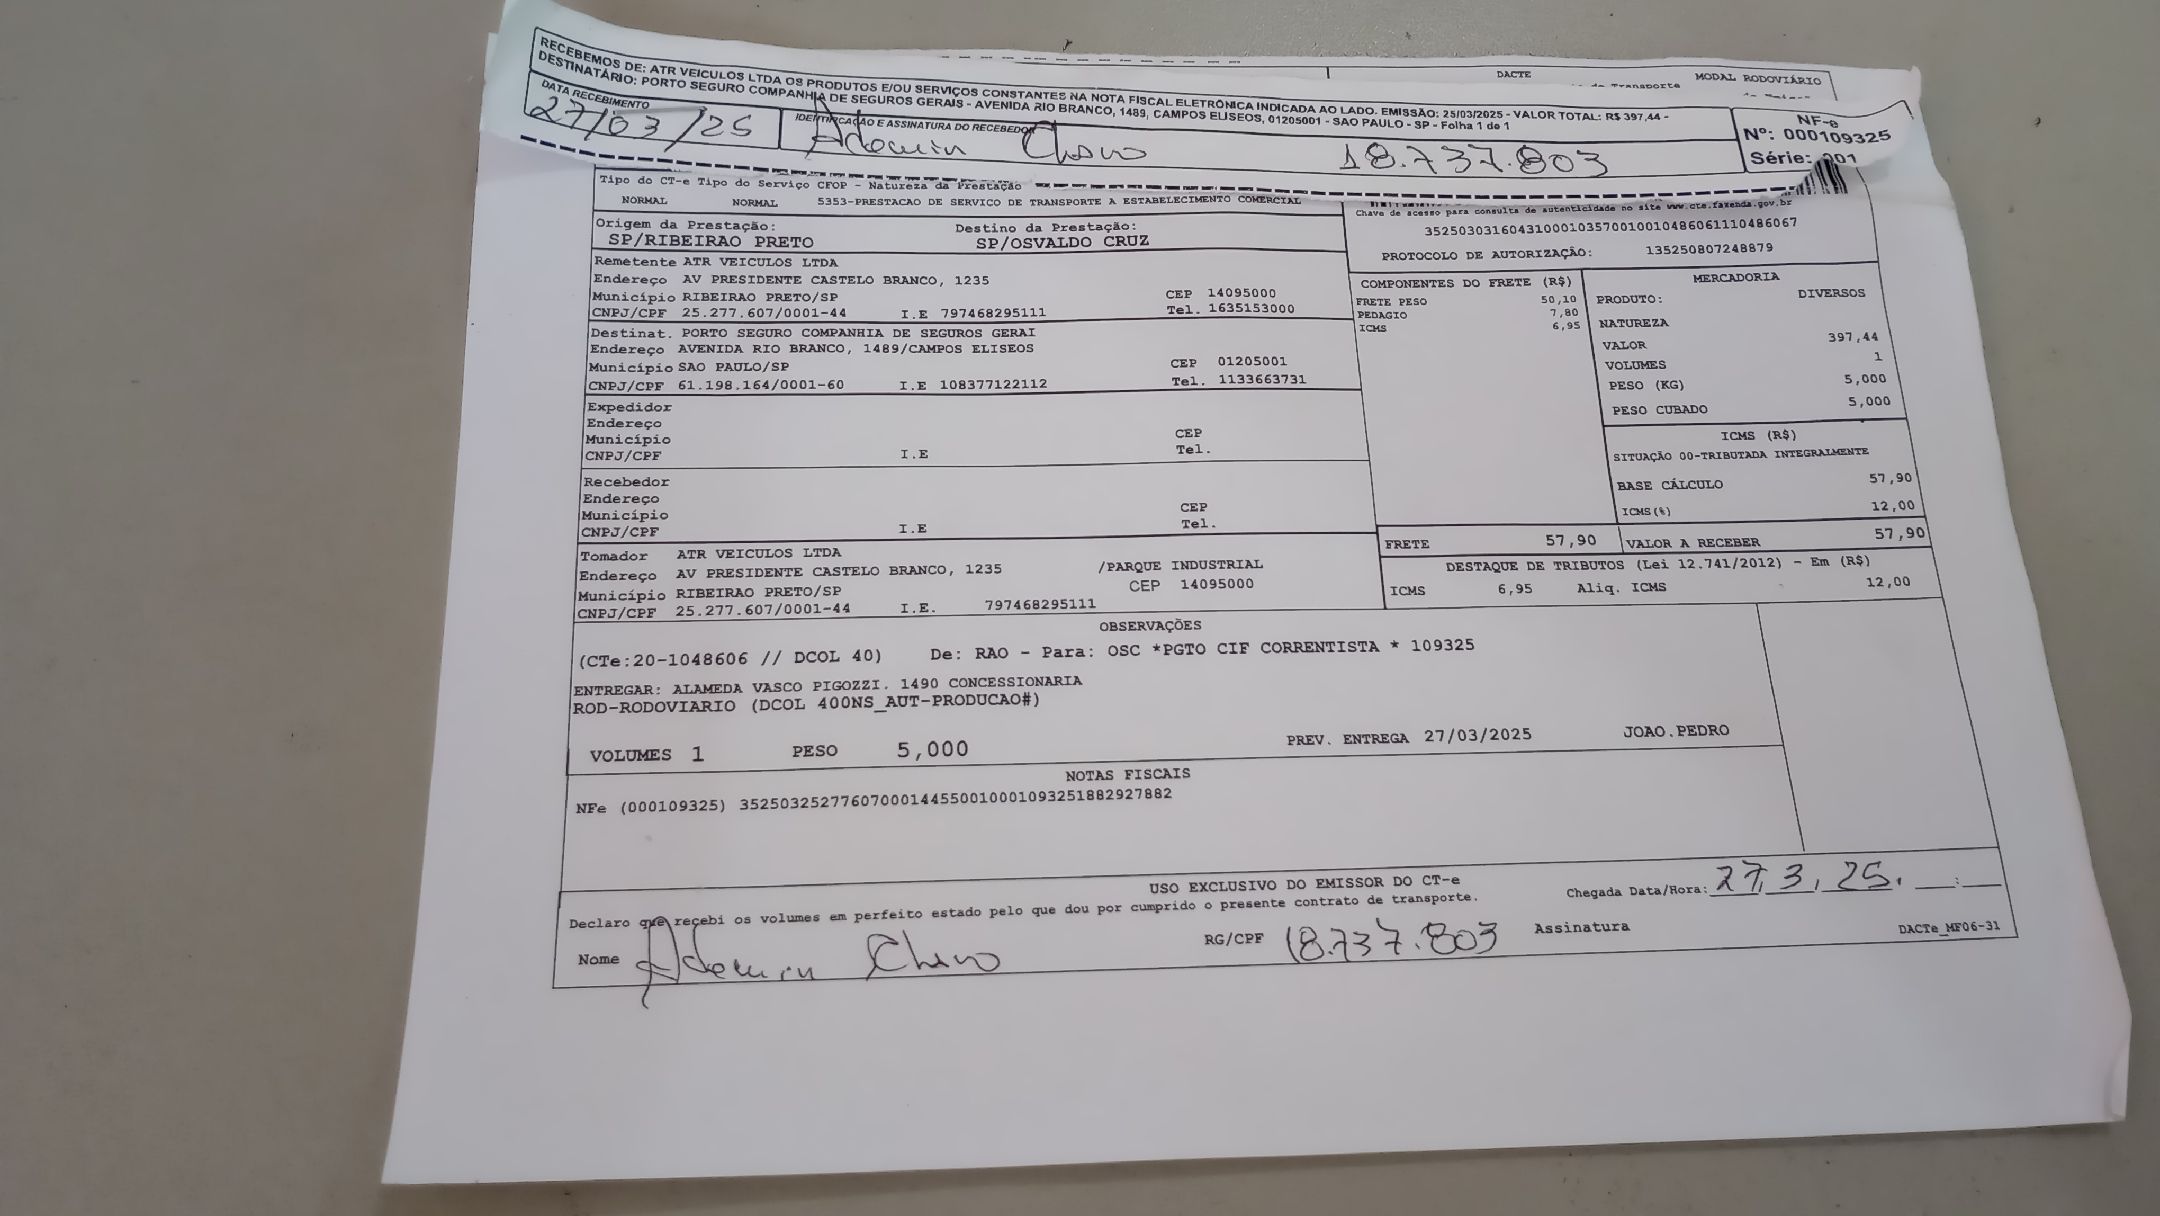 RECEBEMOS DE: ATR VEICULOS LTDA OS PRODUTOS E/OU SERVIÇOS CONSTANTES NA NOTA FISCAL ELETRÔNICA INDICADA AO LADO. EMISSÃO: 25/03/2025 - VALOR TOTAL: R$ 397,44 -
DESTINATÁRIO: PORTO SEGURO COMPANHIA DE SEGUROS GERAIS - AVENIDA RIO BRANCO, 1489, CAMPOS ELISEOS, 01205001 - SAO PAULO - SP - Folha 1 de 1
DACTE
MODAL RODOVIÁRIO
DATA RECEBIMENTO
27/03/25
IDENTIFICAÇÃO E ASSINATURA DO RECEBEDOR
18.737.803
NF-e
Nº: 000109325
Série: 001
Tipo do CT-e Tipo do Serviço CFOP - Natureza da Prestação
NORMAL NORMAL 5353-PRESTACAO DE SERVICO DE TRANSPORTE A ESTABELECIMENTO COMERCIAL
Chave de acesso para consulta de autenticidade no site www.cte.fazenda.gov.br
35250303160431000103570010010486061110486067
PROTOCOLO DE AUTORIZAÇÃO: 135250807248879
Origem da Prestação: Destino da Prestação:
SP/RIBEIRAO PRETO SP/OSVALDO CRUZ
Remetente ATR VEICULOS LTDA
Endereço AV PRESIDENTE CASTELO BRANCO, 1235
Município RIBEIRAO PRETO/SP CEP 14095000
CNPJ/CPF 25.277.607/0001-44 I.E 797468295111 Tel. 1635153000
Destinat. PORTO SEGURO COMPANHIA DE SEGUROS GERAI
Endereço AVENIDA RIO BRANCO, 1489/CAMPOS ELISEOS
Município SAO PAULO/SP CEP 01205001
CNPJ/CPF 61.198.164/0001-60 I.E 108377122112 Tel. 1133663731
Expedidor
Endereço
Município CEP
CNPJ/CPF I.E Tel.
Recebedor
Endereço
Município CEP
CNPJ/CPF I.E Tel.
Tomador ATR VEICULOS LTDA
Endereço AV PRESIDENTE CASTELO BRANCO, 1235 /PARQUE INDUSTRIAL
Município RIBEIRAO PRETO/SP CEP 14095000
CNPJ/CPF 25.277.607/0001-44 I.E. 797468295111
COMPONENTES DO FRETE (R$)
FRETE PESO 50,10
PEDAGIO 7,80
ICMS 6,95
MERCADORIA
PRODUTO: DIVERSOS
NATUREZA
VALOR 397,44
VOLUMES 1
PESO (KG) 5,000
PESO CUBADO 5,000
ICMS (R$)
SITUAÇÃO 00-TRIBUTADA INTEGRALMENTE
BASE CÁLCULO 57,90
ICMS(%) 12,00
FRETE 57,90 VALOR A RECEBER 57,90
DESTAQUE DE TRIBUTOS (Lei 12.741/2012) - Em (R$)
ICMS 6,95 Aliq. ICMS 12,00
OBSERVAÇÕES
(CTe:20-1048606 // DCOL 40) De: RAO - Para: OSC *PGTO CIF CORRENTISTA * 109325
ENTREGAR: ALAMEDA VASCO PIGOZZI. 1490 CONCESSIONARIA
ROD-RODOVIARIO (DCOL 400NS_AUT-PRODUCAO#)
VOLUMES 1 PESO 5,000 PREV. ENTREGA 27/03/2025 JOAO.PEDRO
NOTAS FISCAIS
NFe (000109325) 35250325277607000144550010001093251882927882
USO EXCLUSIVO DO EMISSOR DO CT-e
Chegada Data/Hora: 27, 3, 25.
Declaro que recebi os volumes em perfeito estado pelo que dou por cumprido o presente contrato de transporte.
Nome RG/CPF 18.737.803 Assinatura
DACTe_MF06-31